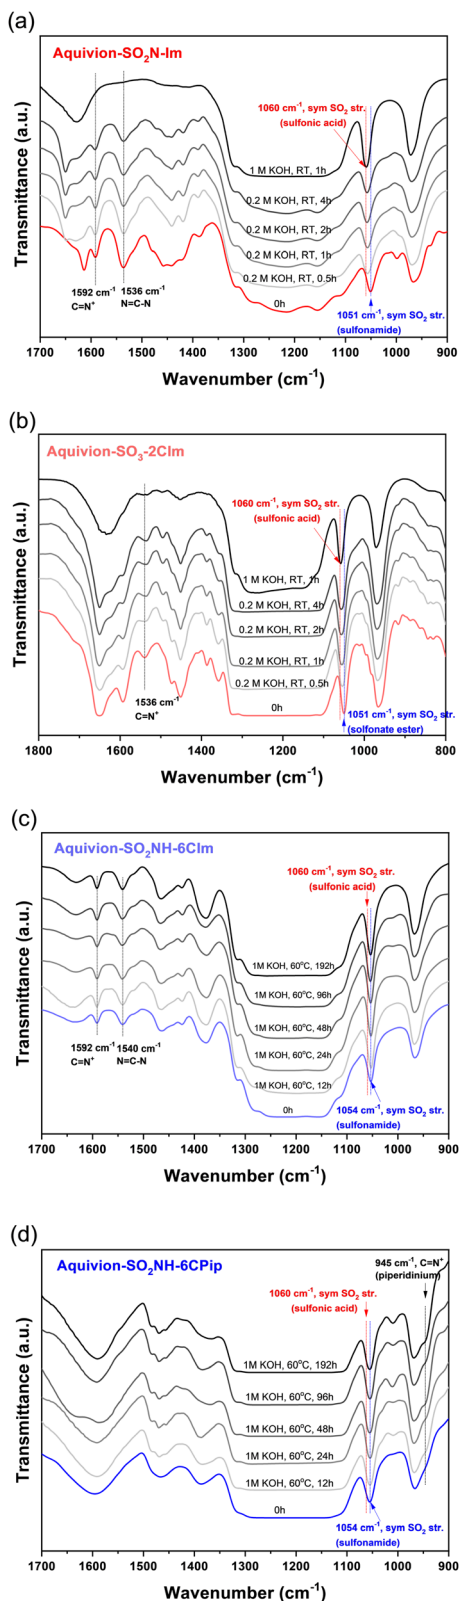 (a)
Aquivion-SO₂N-Im
1060 cm⁻¹, sym SO₂ str.
(sulfonic acid)
1 M KOH, RT, 1h
0.2 M KOH, RT, 4h
0.2 M KOH, RT, 2h
0.2 M KOH, RT, 1h
0.2 M KOH, RT, 0.5h
0h
1592 cm⁻¹
C=N⁺
1536 cm⁻¹
N=C-N
1051 cm⁻¹, sym SO₂ str.
(sulfonamide)
Transmittance (a.u.)
1700 1600 1500 1400 1300 1200 1100 1000 900
Wavenumber (cm⁻¹)
(b)
Aquivion-SO₃-2CIm
1060 cm⁻¹, sym SO₂ str.
(sulfonic acid)
1 M KOH, RT, 1h
0.2 M KOH, RT, 4h
0.2 M KOH, RT, 2h
0.2 M KOH, RT, 1h
0.2 M KOH, RT, 0.5h
0h
1536 cm⁻¹
C=N⁺
1051 cm⁻¹, sym SO₂ str.
(solfonate ester)
Transmittance (a.u.)
1800 1600 1400 1200 1000 800
Wavenumber (cm⁻¹)
(c)
Aquivion-SO₂NH-6CIm
1060 cm⁻¹, sym SO₂ str.
(sulfonic acid)
1M KOH, 60°C, 192h
1M KOH, 60°C, 96h
1M KOH, 60°C, 48h
1M KOH, 60°C, 24h
1M KOH, 60°C, 12h
0h
1592 cm⁻¹
C=N⁺
1540 cm⁻¹
N=C-N
1054 cm⁻¹, sym SO₂ str.
(sulfonamide)
Transmittance (a.u.)
1700 1600 1500 1400 1300 1200 1100 1000 900
Wavenumber (cm⁻¹)
(d)
Aquivion-SO₂NH-6CPip
945 cm⁻¹, C=N⁺
(piperidinium)
1060 cm⁻¹, sym SO₂ str.
(sulfonic acid)
1M KOH, 60°C, 192h
1M KOH, 60°C, 96h
1M KOH, 60°C, 48h
1M KOH, 60°C, 24h
1M KOH, 60°C, 12h
0h
1054 cm⁻¹, sym SO₂ str.
(sulfonamide)
Transmittance (a.u.)
1700 1600 1500 1400 1300 1200 1100 1000 900
Wavenumber (cm⁻¹)